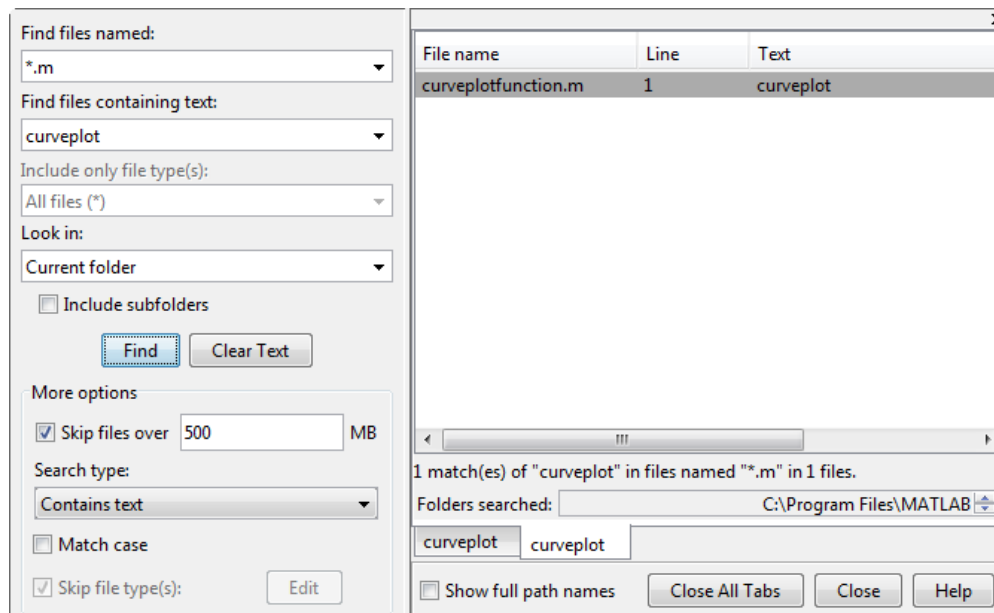 Find files named:
*.m
Find files containing text:
curveplot
Include only file type(s):
All files (*)
Look in:
Current folder
Include subfolders
Find Clear Text
More options
Skip files over 500 MB
Search type:
Contains text
Match case
Skip file type(s): Edit
File name Line Text
curveplotfunction.m 1 curveplot
1 match(es) of "curveplot" in files named "*.m" in 1 files.
Folders searched: C:\Program Files\MATLAB
curveplot curveplot
Show full path names Close All Tabs Close Help